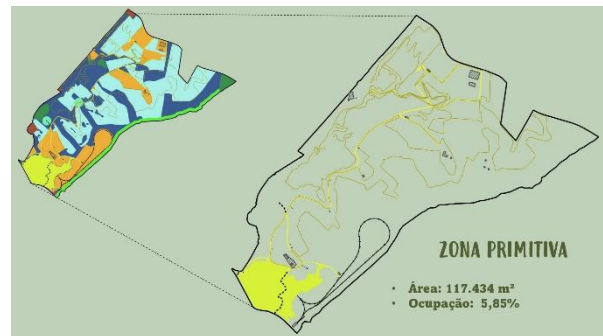 ZONA PRIMITIVA
• Área: 117.434 m²
• Ocupação: 5,85%